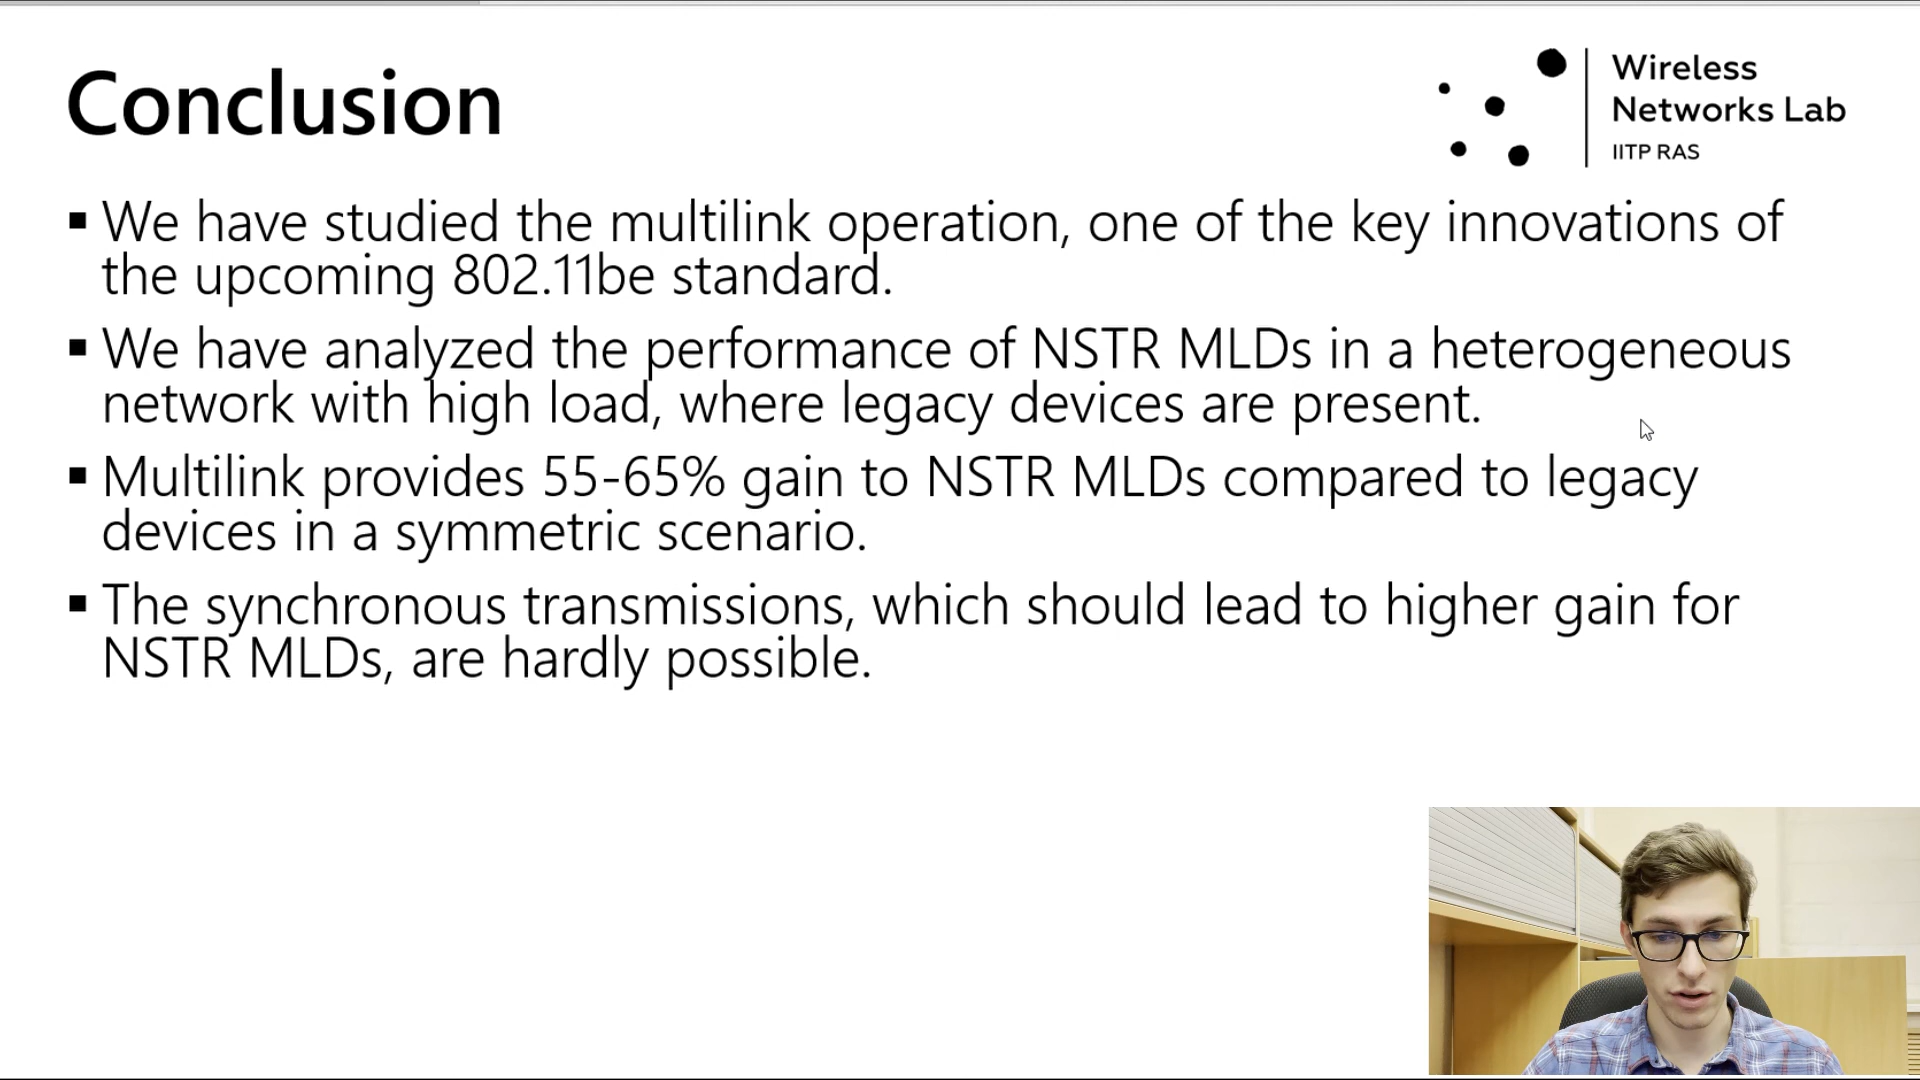 Conclusion
Wireless
Networks Lab
IITP RAS
▪ We have studied the multilink operation, one of the key innovations of
the upcoming 802.11be standard.
▪ We have analyzed the performance of NSTR MLDs in a heterogeneous
network with high load, where legacy devices are present.
▪ Multilink provides 55-65% gain to NSTR MLDs compared to legacy
devices in a symmetric scenario.
▪ The synchronous transmissions, which should lead to higher gain for
NSTR MLDs, are hardly possible.